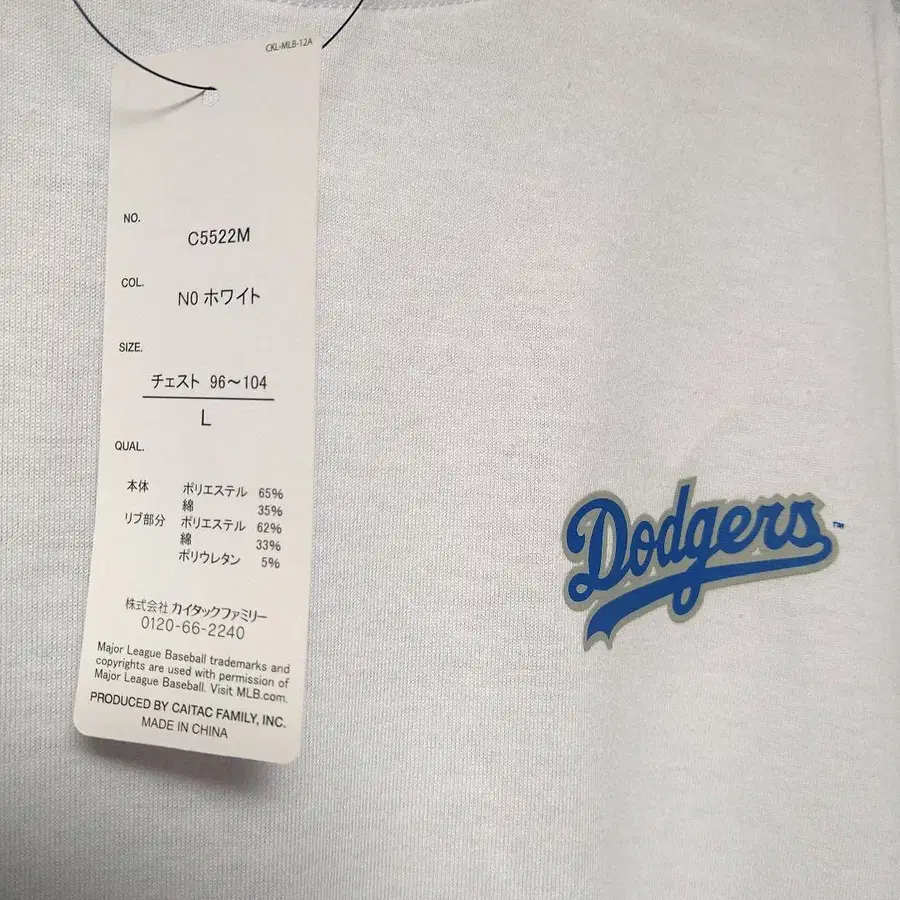 CKL-MLB-12A
NO.
C5522M
COL.
N0 ホワイト
SIZE.
チェスト 96～104
L
QUAL.
本体 ポリエステル 65%
綿 35%
リブ部分 ポリエステル 62%
綿 33%
ポリウレタン 5%
株式会社 カイタックファミリー
0120-66-2240
Major League Baseball trademarks and
copyrights are used with permission of
Major League Baseball. Visit MLB.com.
PRODUCED BY CAITAC FAMILY, INC.
MADE IN CHINA
Dodgers™